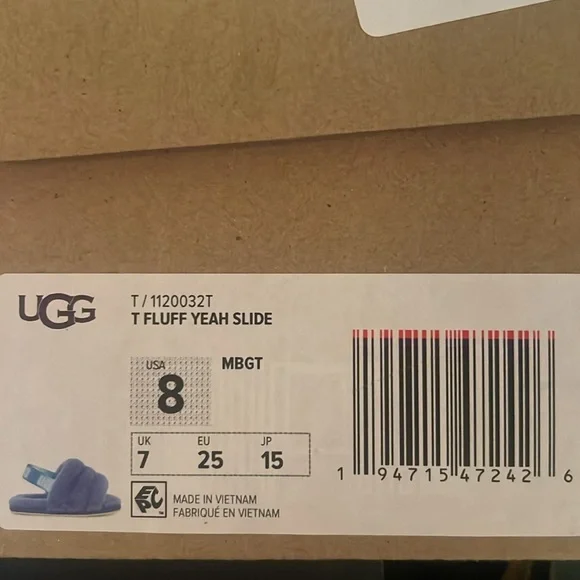 UGG
T / 1120032T
T FLUFF YEAH SLIDE
USA
8
MBGT
UK EU JP
7 25 15
EPC
MADE IN VIETNAM
FABRIQUÉ EN VIETNAM
1 94715 47242 6